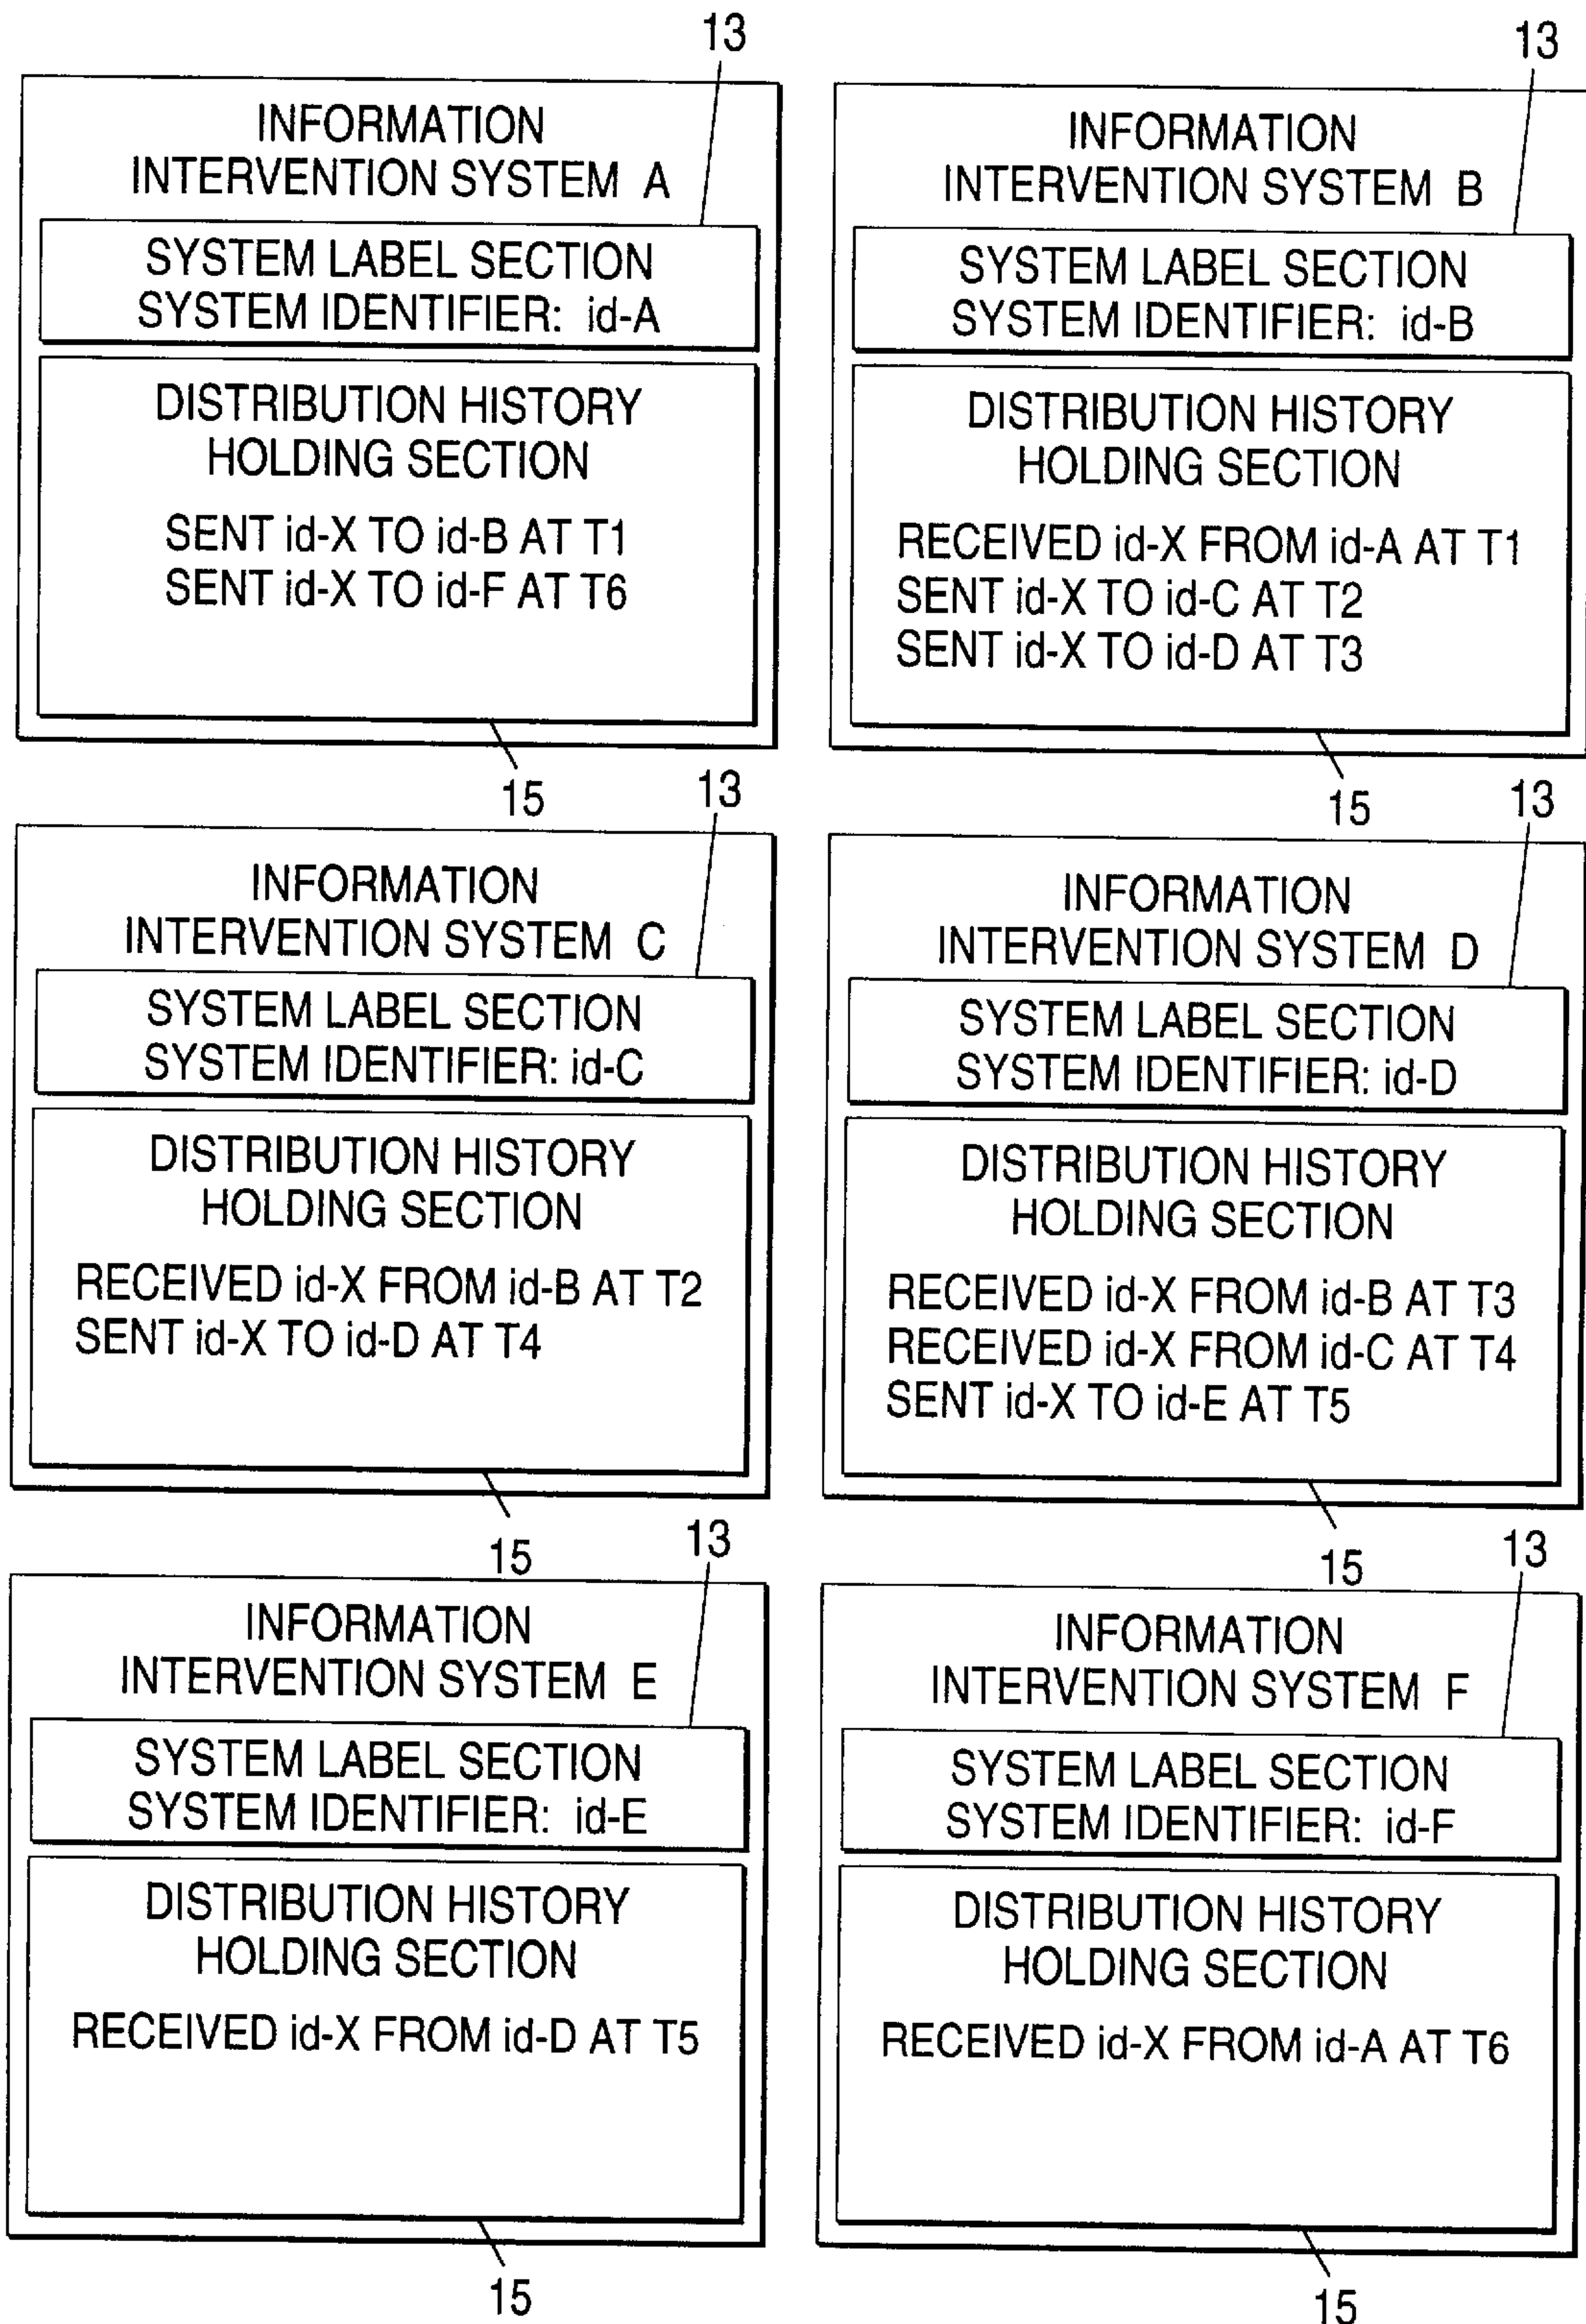 13
INFORMATION
INTERVENTION SYSTEM A
SYSTEM LABEL SECTION
SYSTEM IDENTIFIER: id-A
DISTRIBUTION HISTORY
HOLDING SECTION
SENT id-X TO id-B AT T1
SENT id-X TO id-F AT T6
15
13
INFORMATION
INTERVENTION SYSTEM B
SYSTEM LABEL SECTION
SYSTEM IDENTIFIER: id-B
DISTRIBUTION HISTORY
HOLDING SECTION
RECEIVED id-X FROM id-A AT T1
SENT id-X TO id-C AT T2
SENT id-X TO id-D AT T3
15
13
INFORMATION
INTERVENTION SYSTEM C
SYSTEM LABEL SECTION
SYSTEM IDENTIFIER: id-C
DISTRIBUTION HISTORY
HOLDING SECTION
RECEIVED id-X FROM id-B AT T2
SENT id-X TO id-D AT T4
15
13
INFORMATION
INTERVENTION SYSTEM D
SYSTEM LABEL SECTION
SYSTEM IDENTIFIER: id-D
DISTRIBUTION HISTORY
HOLDING SECTION
RECEIVED id-X FROM id-B AT T3
RECEIVED id-X FROM id-C AT T4
SENT id-X TO id-E AT T5
15
13
INFORMATION
INTERVENTION SYSTEM E
SYSTEM LABEL SECTION
SYSTEM IDENTIFIER: id-E
DISTRIBUTION HISTORY
HOLDING SECTION
RECEIVED id-X FROM id-D AT T5
15
13
INFORMATION
INTERVENTION SYSTEM F
SYSTEM LABEL SECTION
SYSTEM IDENTIFIER: id-F
DISTRIBUTION HISTORY
HOLDING SECTION
RECEIVED id-X FROM id-A AT T6
15